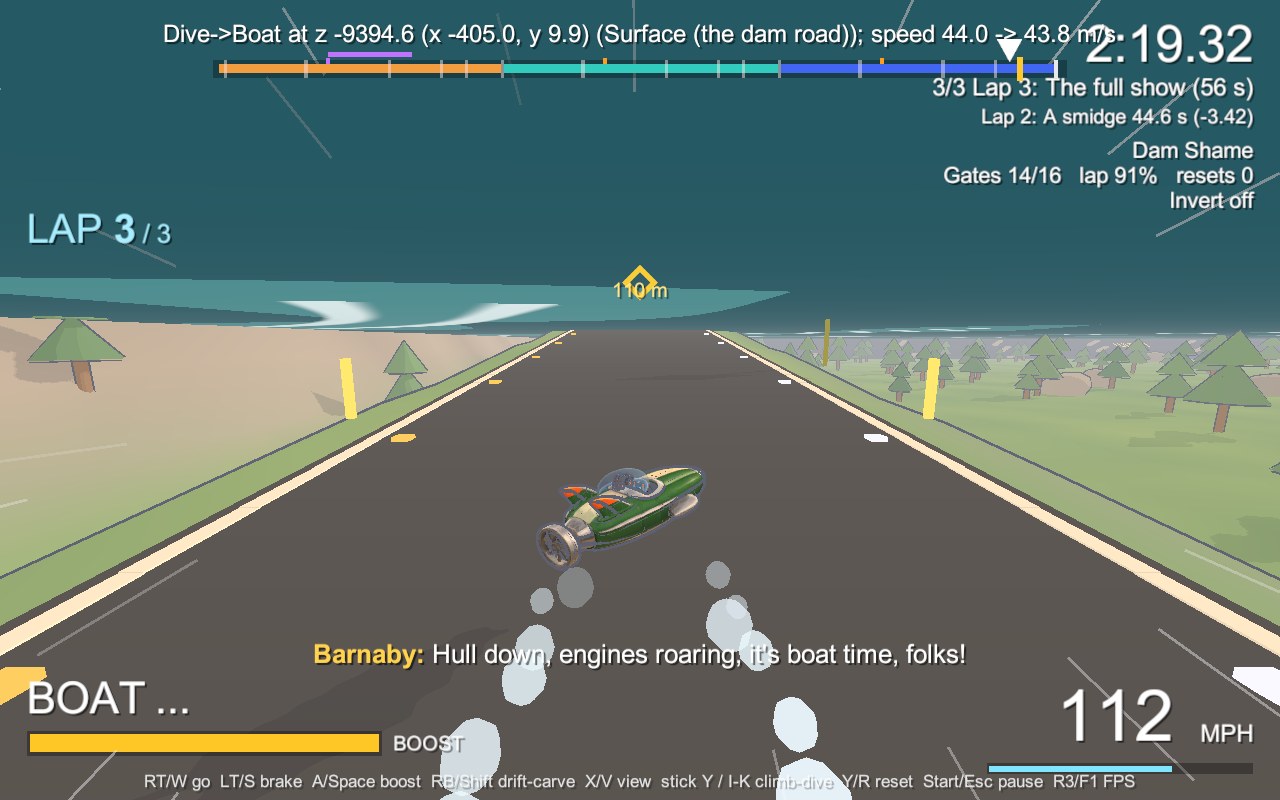 Dive->Boat at z -9394.6 (x -405.0, y 9.9) (Surface (the dam road)); speed 44.0 -> 43.8 m/s
2:19.32
3/3 Lap 3: The full show (56 s)
Lap 2: A smidge 44.6 s (-3.42)
Dam Shame
Gates 14/16 lap 91% resets 0
Invert off
LAP 3 / 3
110 m
Barnaby: Hull down, engines roaring, it's boat time, folks!
BOAT ...
BOOST
112 MPH
RT/W go LT/S brake A/Space boost RB/Shift drift-carve X/V view stick Y / I-K climb-dive Y/R reset Start/Esc pause R3/F1 FPS